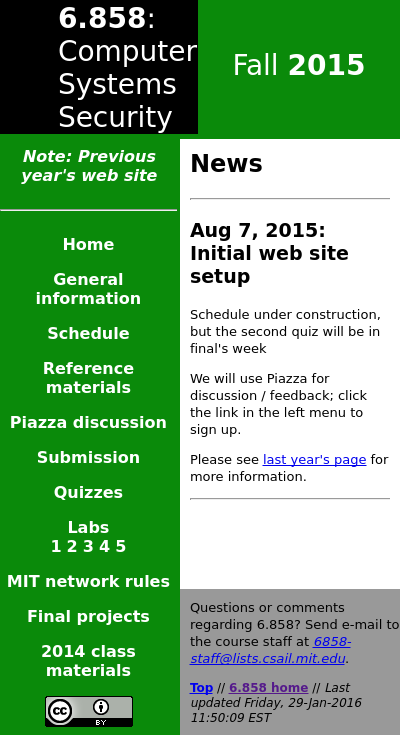 6.858:
Computer
Systems
Security
Fall 2015
Note: Previous
year's web site
Home
General
information
Schedule
Reference
materials
Piazza discussion
Submission
Quizzes
Labs
1 2 3 4 5
MIT network rules
Final projects
2014 class
materials
cc
BY
News
Aug 7, 2015:
Initial web site
setup
Schedule under construction,
but the second quiz will be in
final's week
We will use Piazza for
discussion / feedback; click
the link in the left menu to
sign up.
Please see last year's page for
more information.
Questions or comments
regarding 6.858? Send e-mail to
the course staff at 6858-
staff@lists.csail.mit.edu.
Top // 6.858 home // Last
updated Friday, 29-Jan-2016
11:50:09 EST